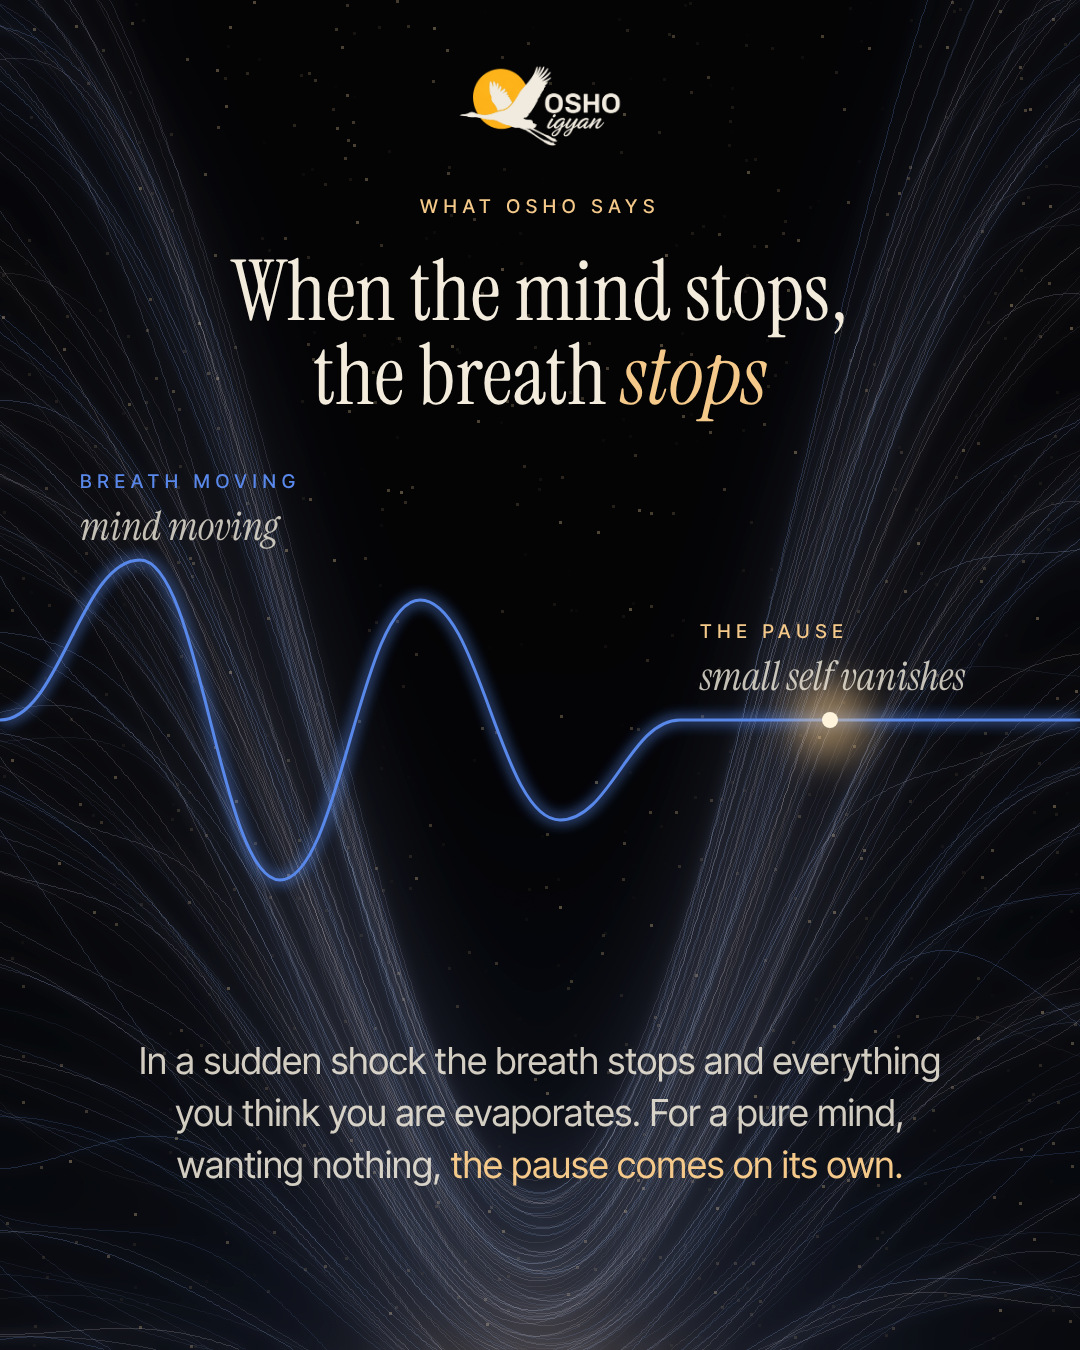 OSHO
igyan
WHAT OSHO SAYS
When the mind stops,
the breath stops
BREATH MOVING
mind moving
THE PAUSE
small self vanishes
In a sudden shock the breath stops and everything
you think you are evaporates. For a pure mind,
wanting nothing, the pause comes on its own.